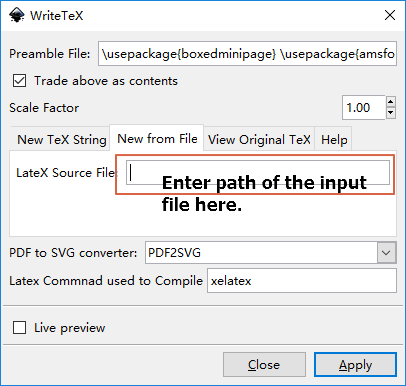 WriteTeX
Preamble File: \usepackage{boxedminipage} \usepackage{amsfo
Trade above as contents
Scale Factor 1.00
New TeX String New from File View Original TeX Help
LateX Source File
Enter path of the input
file here.
PDF to SVG converter: PDF2SVG
Latex Commnad used to Compile xelatex
Live preview
Close Apply